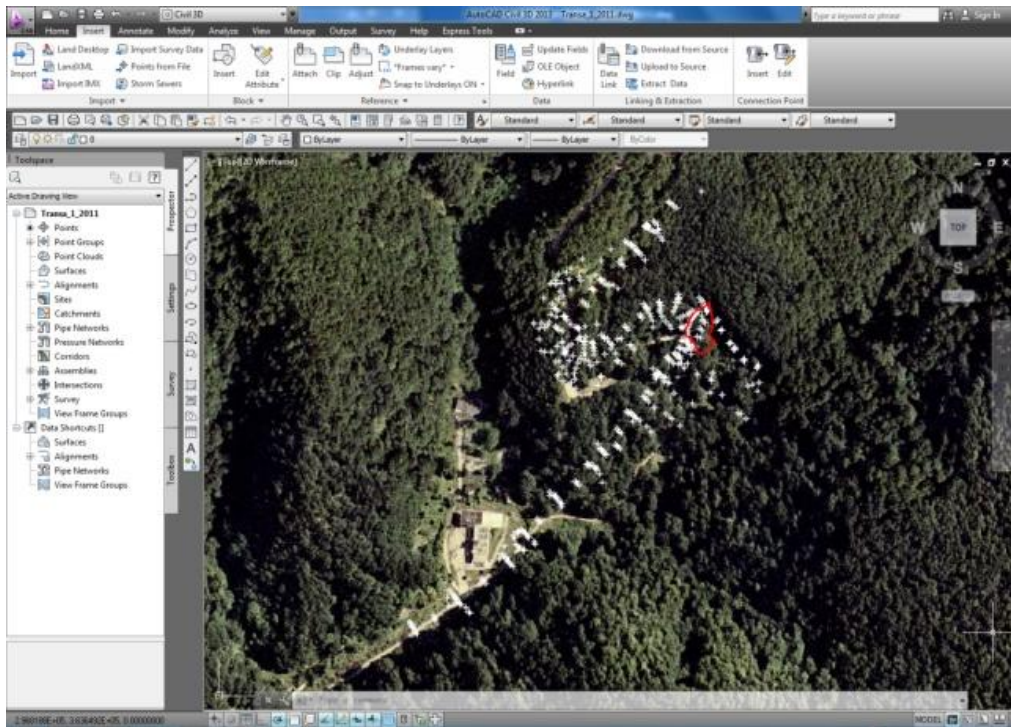 Civil 3D
AutoCAD Civil 3D 2013 Transa_1_2011.dwg
Type a keyword or phrase
Sign In
Home Insert Annotate Modify Analyze View Manage Output Survey Help Express Tools
Land Desktop
Import Survey Data
LandXML
Points from File
Import IMX
Storm Sewers
Import
Import
Insert
Edit Attribute
Block
Attach
Clip
Adjust
Underlay Layers
*Frames vary*
Snap to Underlays ON
Reference
Field
Update Fields
OLE Object
Hyperlink
Data
Data Link
Download from Source
Upload to Source
Extract Data
Linking & Extraction
Insert
Edit
Connection Point
Standard
Standard
Standard
Standard
0
ByLayer
ByLayer
ByLayer
ByColor
Toolspace
Active Drawing View
Transa_1_2011
Points
Point Groups
Point Clouds
Surfaces
Alignments
Sites
Catchments
Pipe Networks
Pressure Networks
Corridors
Assemblies
Intersections
Survey
View Frame Groups
Data Shortcuts []
Surfaces
Alignments
Pipe Networks
View Frame Groups
Prospector
Settings
Survey
Toolbox
A
N
W
TOP
E
S
MODEL